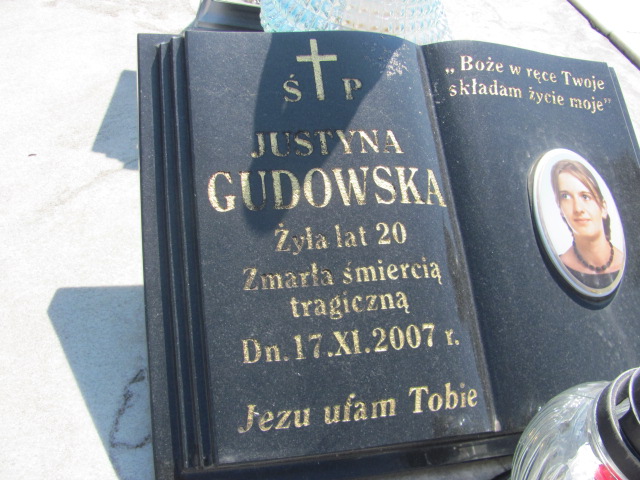 Ś P
JUSTYNA
GUDOWSKA
Żyła lat 20
Zmarła śmiercią
tragiczną
Dn. 17.XI.2007 r.
Jezu ufam Tobie
„Boże w ręce Twoje
składam życie moje”